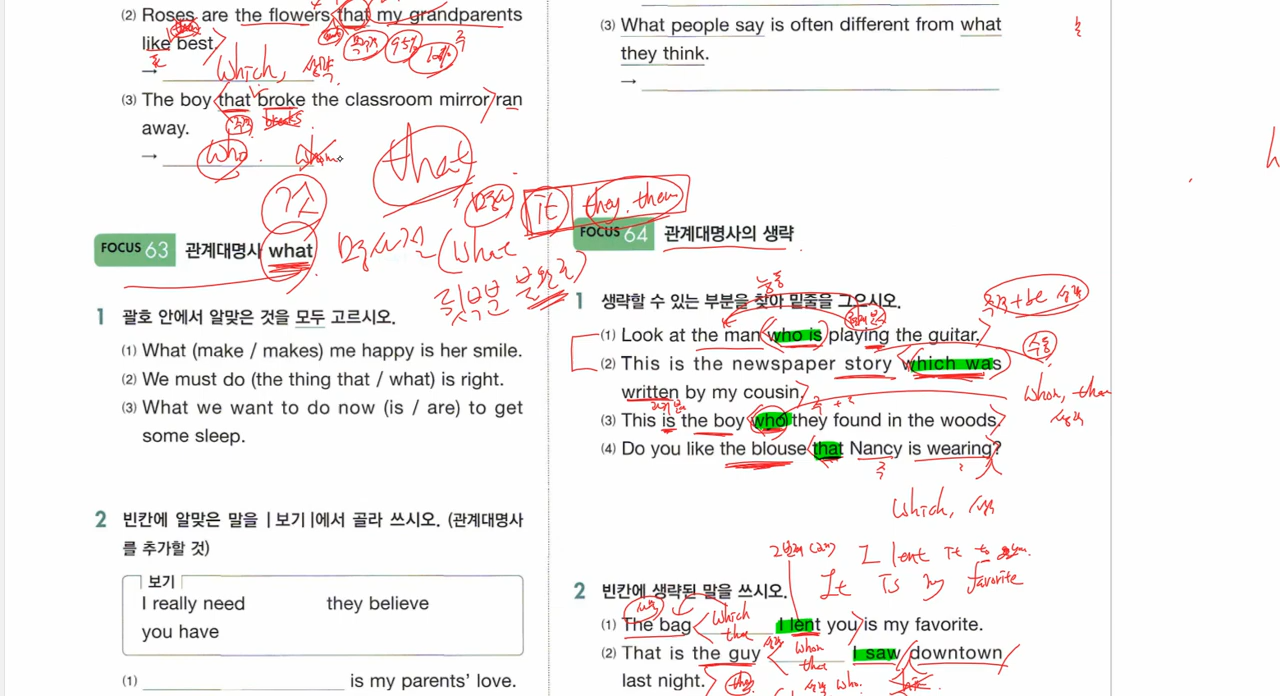 (2) Roses are the flowers that my grandparents
like best.
→
which, 생략
(3) The boy that broke the classroom mirror ran
away.
→ who
that
FOCUS 63 관계대명사 what
1 괄호 안에서 알맞은 것을 모두 고르시오.
(1) What (make / makes) me happy is her smile.
(2) We must do (the thing that / what) is right.
(3) What we want to do now (is / are) to get
some sleep.
2 빈칸에 알맞은 말을 | 보기 |에서 골라 쓰시오. (관계대명사
를 추가할 것)
보기
I really need they believe
you have
(1) is my parents' love.
(3) What people say is often different from what
they think.
→
it they, them
FOCUS 64 관계대명사의 생략
1 생략할 수 있는 부분을 찾아 밑줄을 그으시오.
능동
(1) Look at the man who is playing the guitar.
주격+be 생략
수동
(2) This is the newspaper story which was
written by my cousin.
(3) This is the boy who they found in the woods.
(4) Do you like the blouse that Nancy is wearing?
which, 생략
I lent it to
It is my favorite
2 빈칸에 생략된 말을 쓰시오.
which
that
(1) The bag I lent you is my favorite.
whom
that
(2) That is the guy I saw downtown
last night.
who